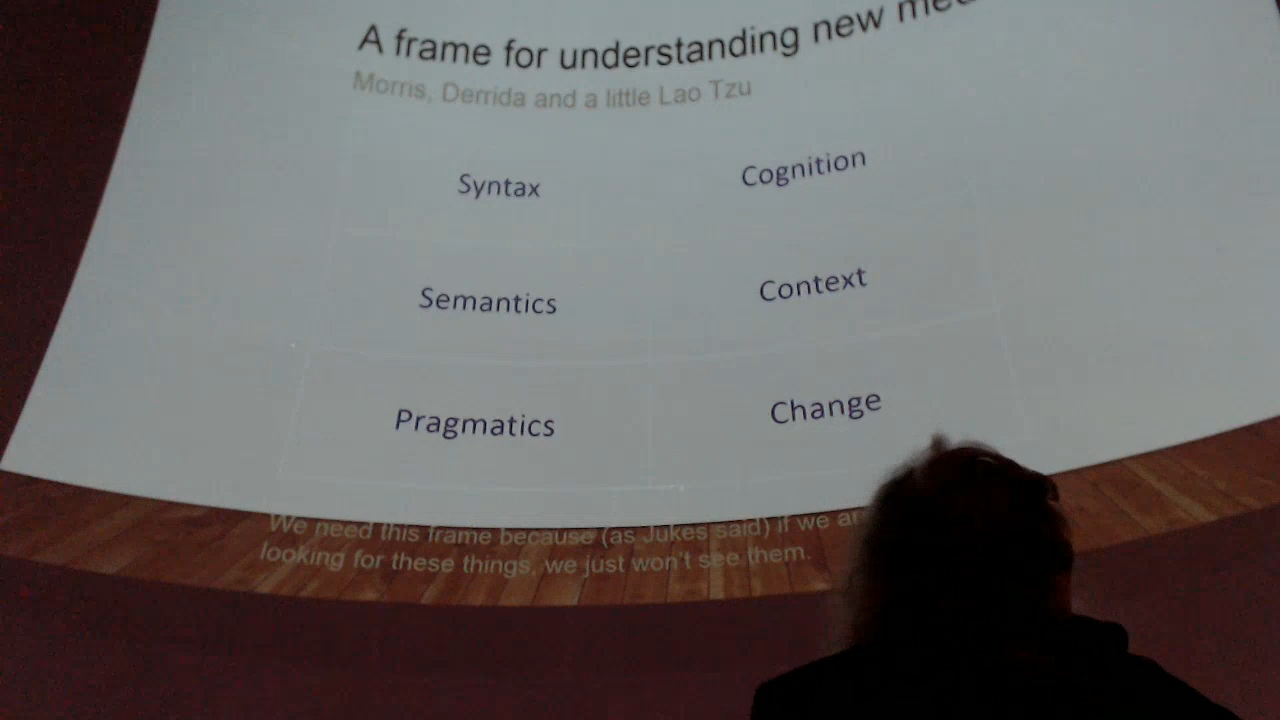 A frame for understanding new
Morris, Derrida and a little Lao Tzu
Syntax Cognition
Semantics Context
Pragmatics Change
We need this frame because (as Jukes said) if we
looking for these things, we just won't see them.